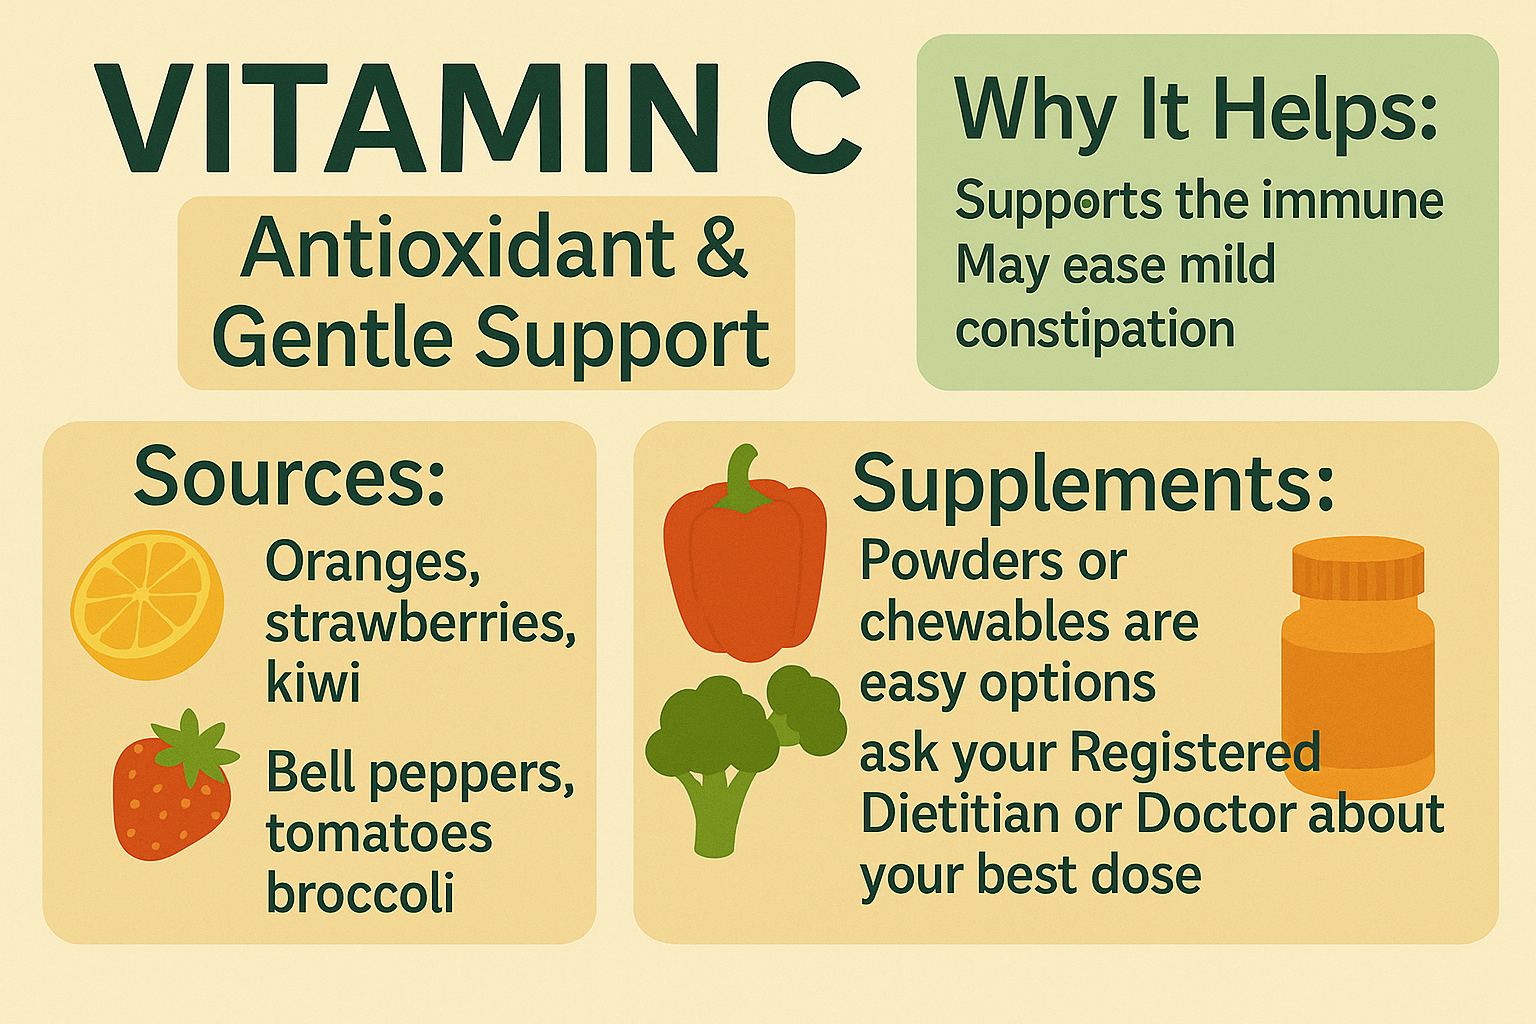 VITAMIN C
Antioxidant &
Gentle Support
Why It Helps:
Supports the immune
May ease mild
constipation
Sources:
Oranges,
strawberries,
kiwi
Bell peppers,
tomatoes
broccoli
Supplements:
Powders or
chewables are
easy options
ask your Registered
Dietitian or Doctor about
your best dose